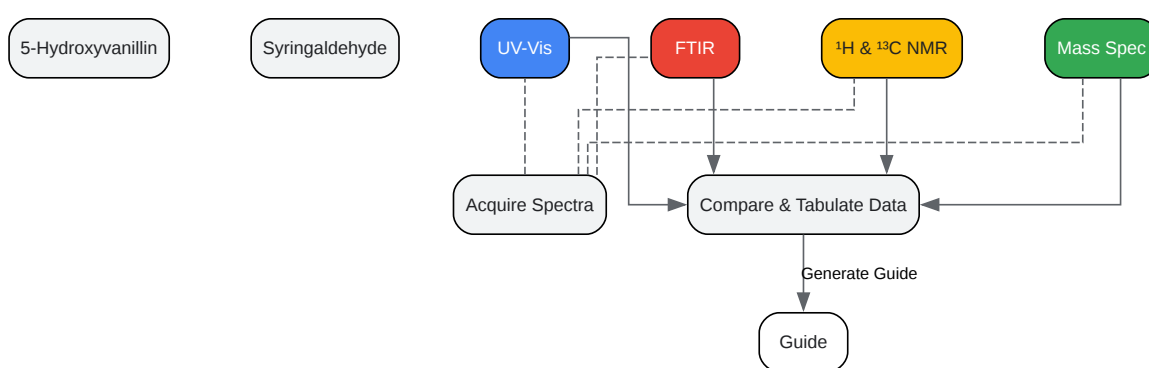 5-Hydroxyvanillin
Syringaldehyde
UV-Vis
FTIR
¹H & ¹³C NMR
Mass Spec
Acquire Spectra
Compare & Tabulate Data
Generate Guide
Guide